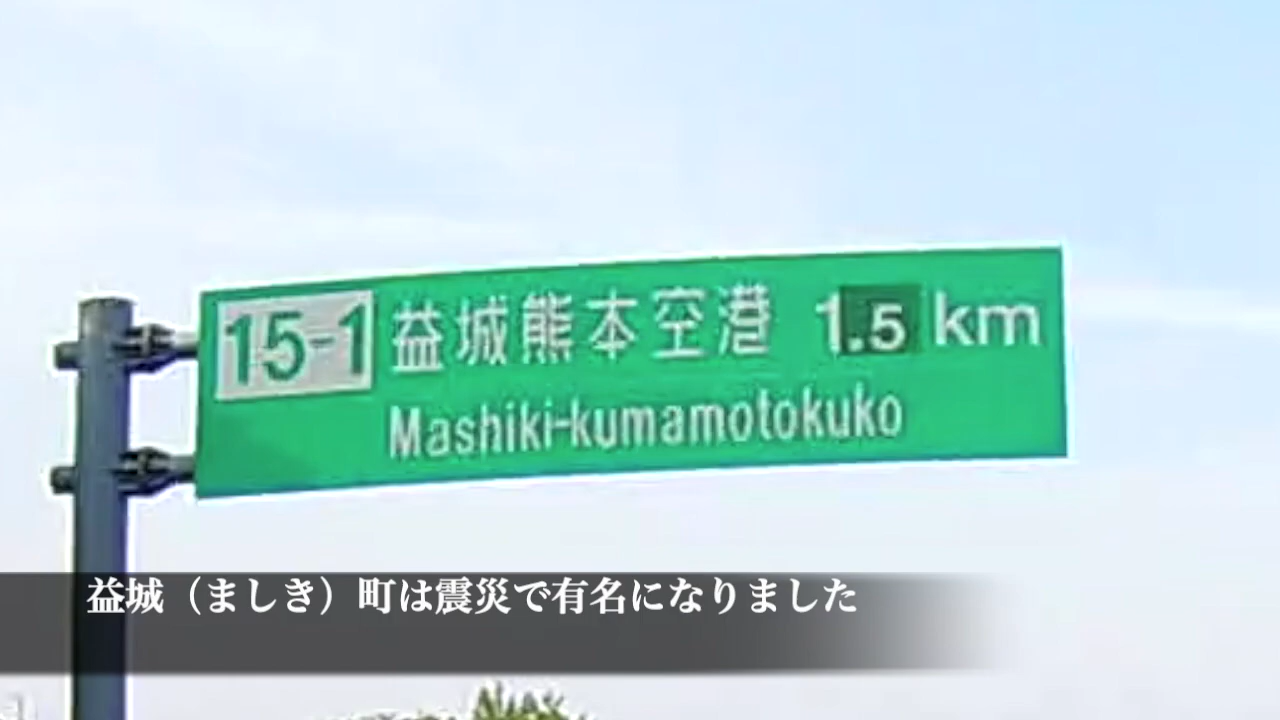 15-1 益城熊本空港 1.5 km
Mashiki-kumamotokuko
益城（ましき）町は震災で有名になりました